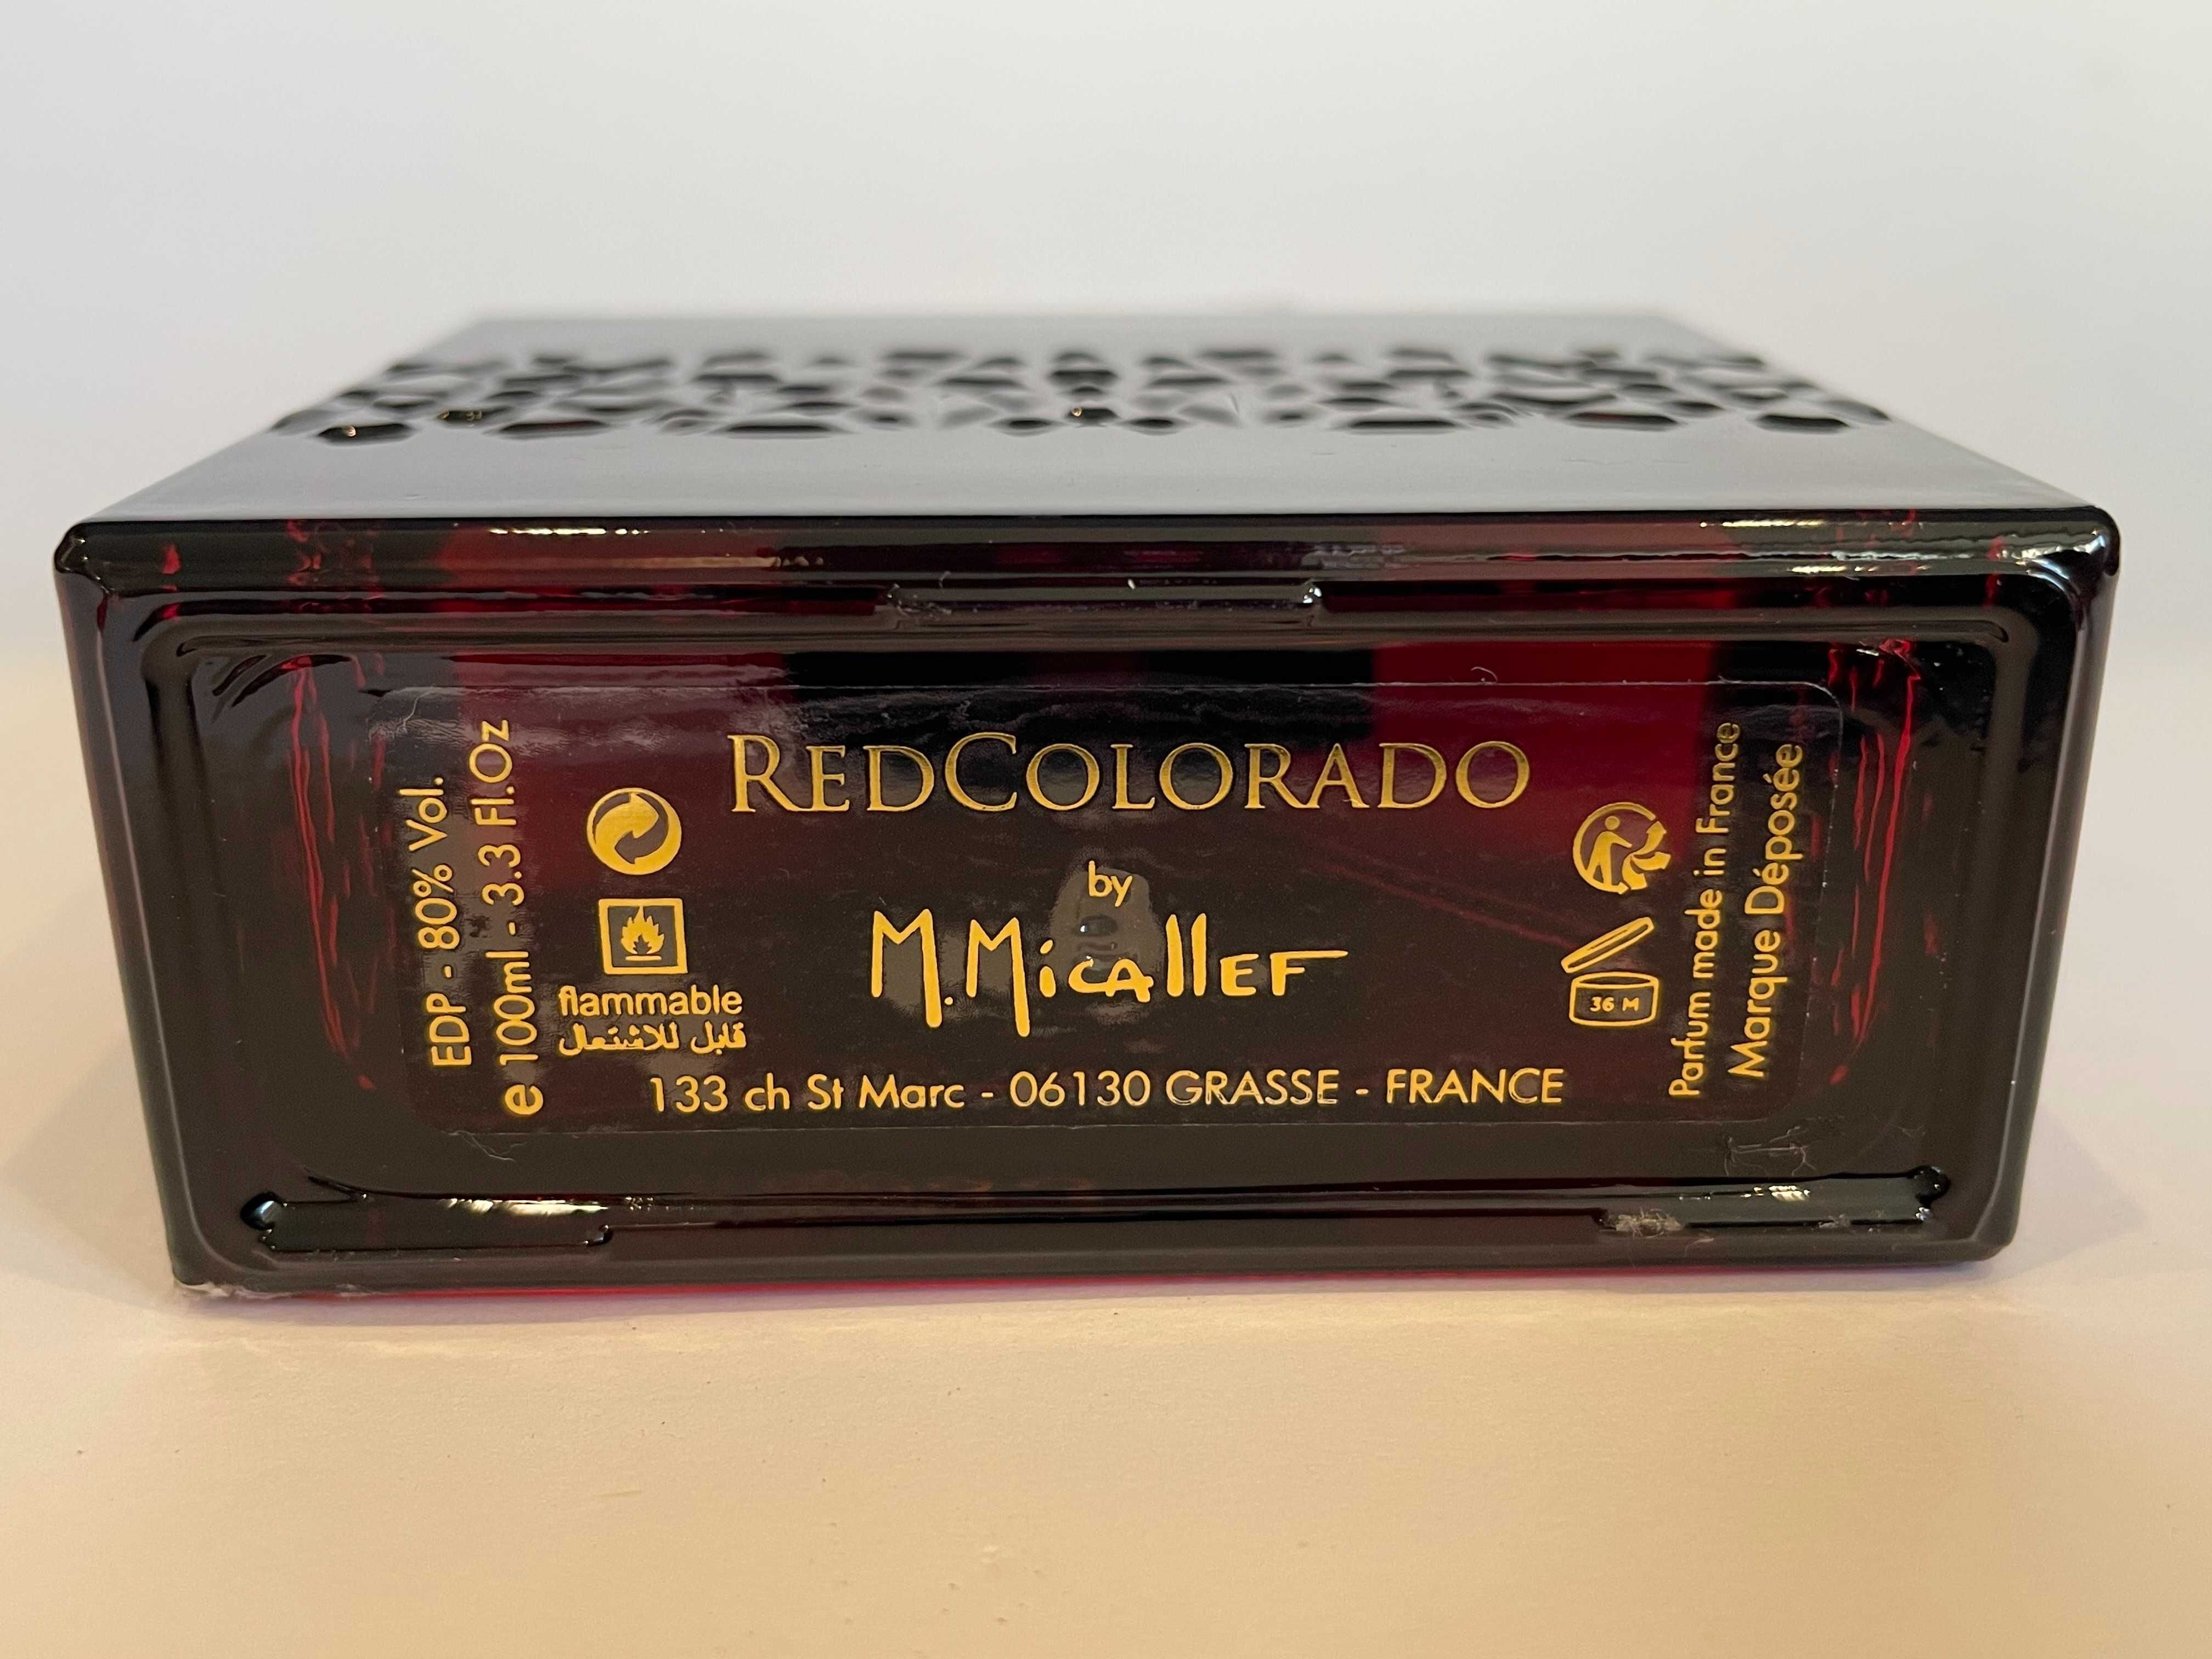 EDP - 80% Vol.
e 100ml - 3.3 Fl.Oz
flammable
قابل للاشتعال
REDCOLORADO
by
M.Micallef
133 ch St Marc - 06130 GRASSE - FRANCE
36 M
Parfum made in France
Marque Déposée